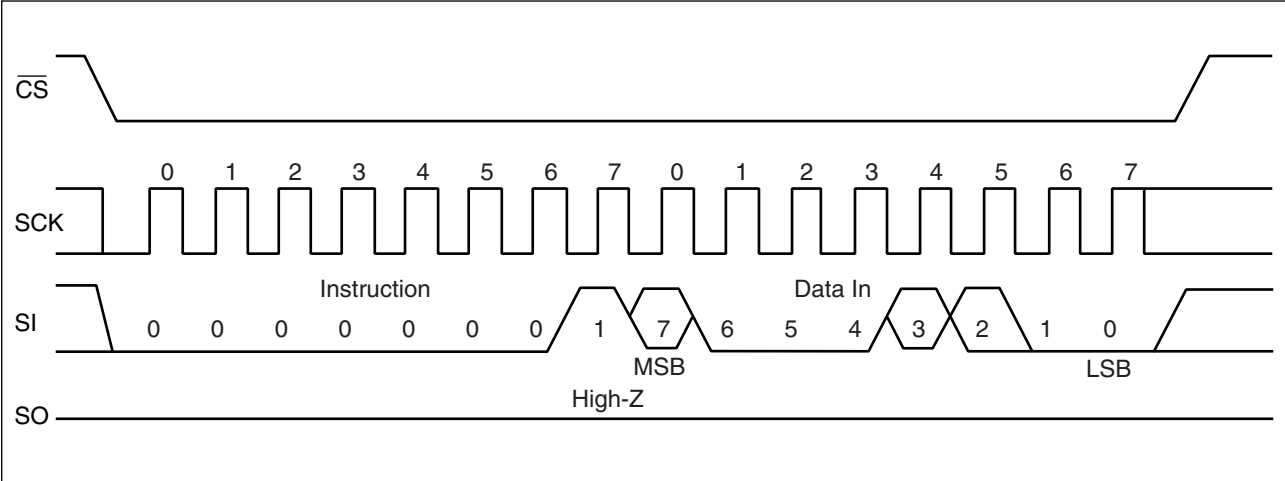 CS
0 1 2 3 4 5 6 7 0 1 2 3 4 5 6 7
SCK
Instruction Data In
SI 0 0 0 0 0 0 0 1 7 6 5 4 3 2 1 0
MSB LSB
High-Z
SO